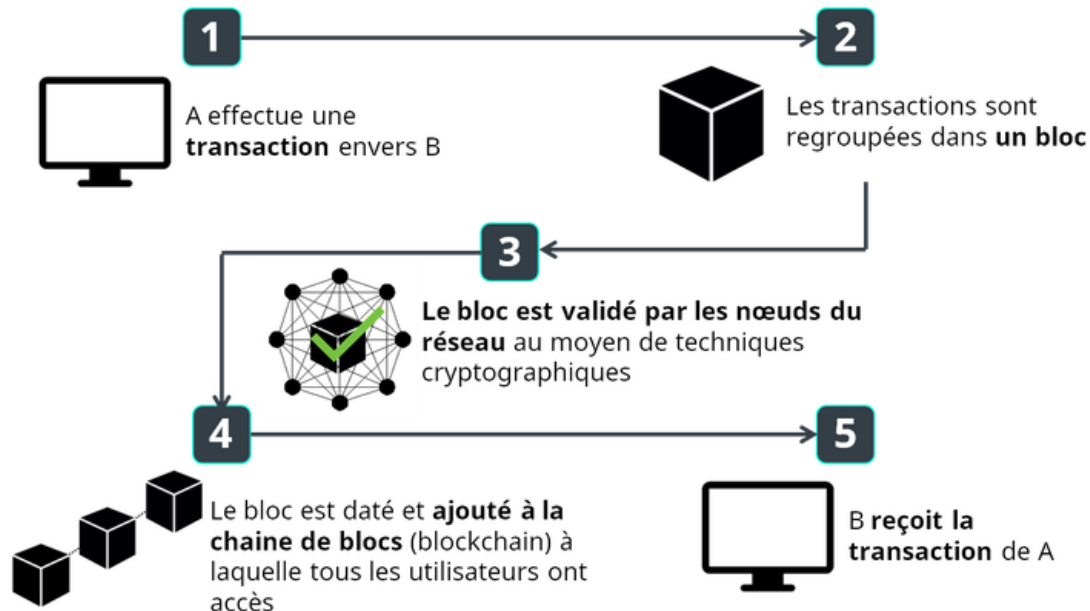 1
A effectue une
transaction envers B
2
Les transactions sont
regroupées dans un bloc
3
Le bloc est validé par les nœuds du
réseau au moyen de techniques
cryptographiques
4
Le bloc est daté et ajouté à la
chaine de blocs (blockchain) à
laquelle tous les utilisateurs ont
accès
5
B reçoit la
transaction de A